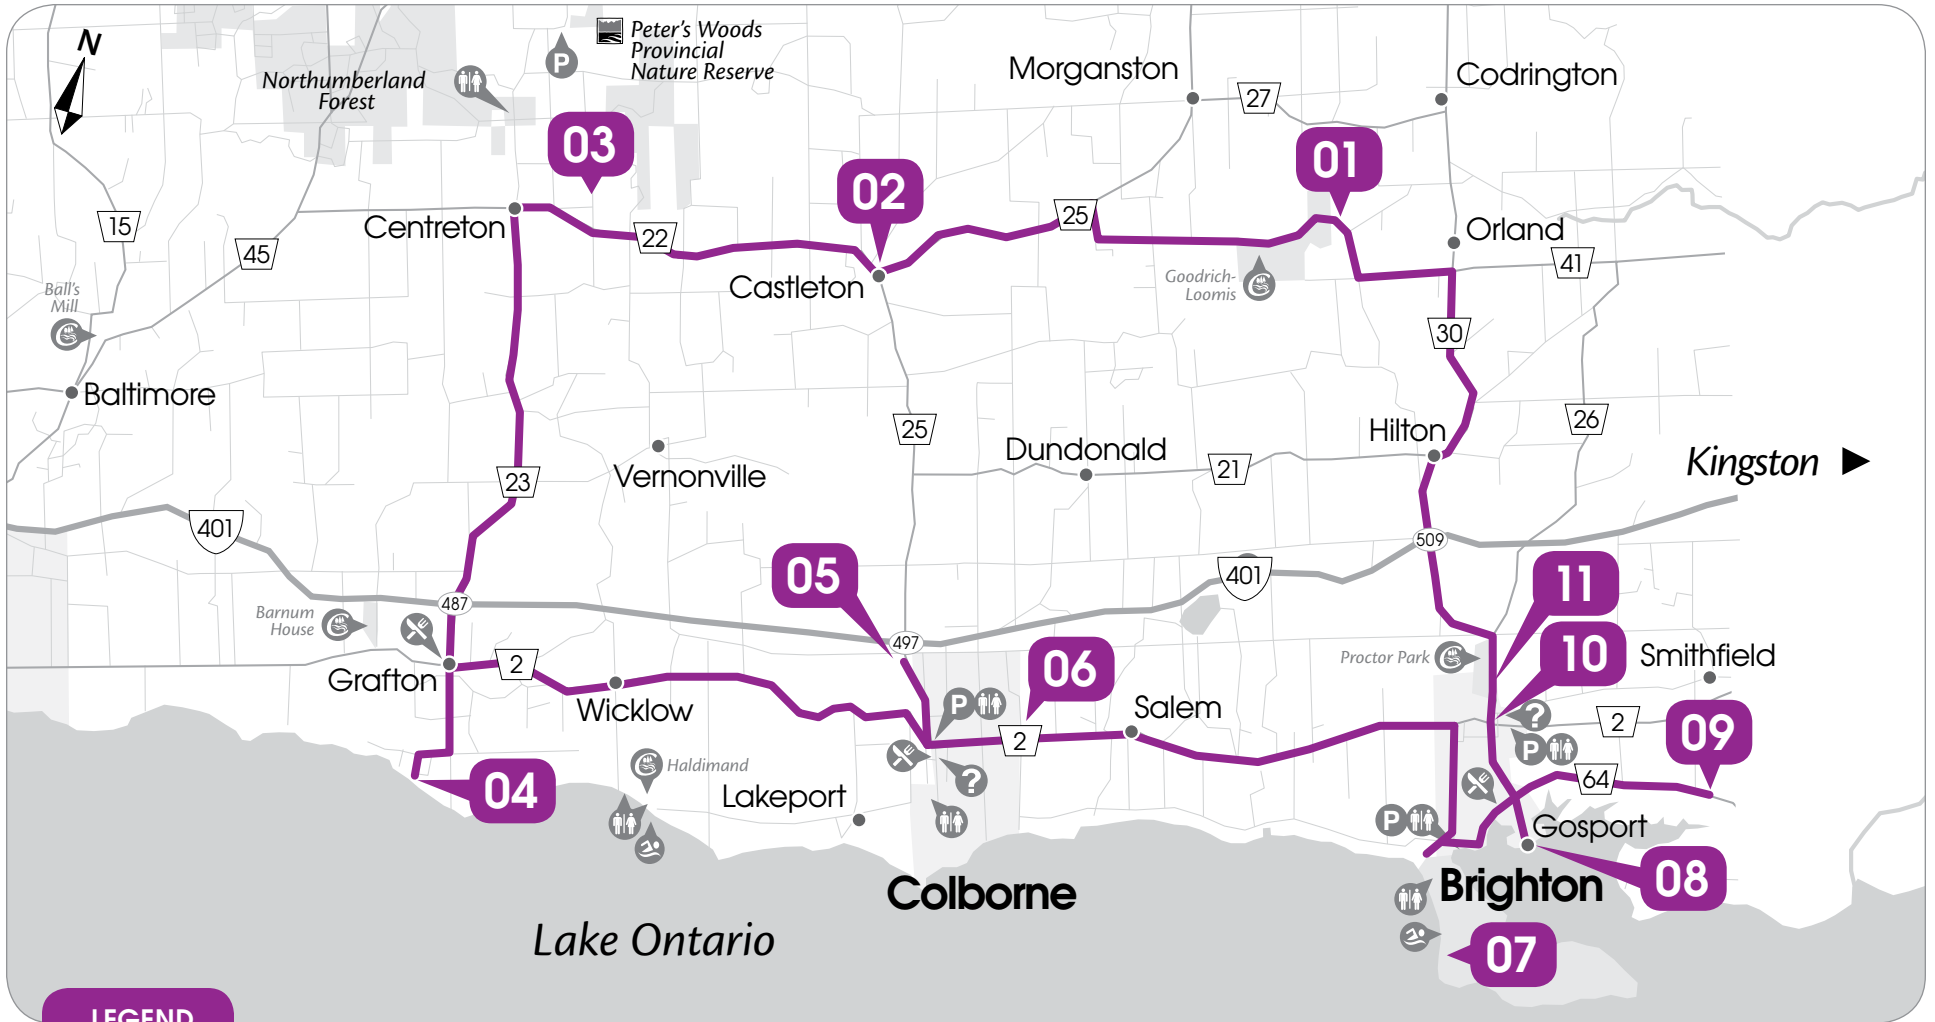 N
Northumberland
Forest
P
Peter's Woods
Provincial
Nature Reserve
Morganston
27
Codrington
03
02
01
15
45
Centreton
22
25
Orland
41
Castleton
Goodrich-
Loomis
Ball's
Mill
30
Baltimore
25
Hilton
26
Dundonald
21
Kingston
Vernonville
23
401
509
401
05
11
487
Barnum
House
497
10
Proctor Park
Smithfield
06
Grafton
2
Wicklow
P
Salem
2
?
2
09
P
04
Haldimand
?
64
Lakeport
P
Gosport
Colborne
Brighton
08
Lake Ontario
07
LEGEND